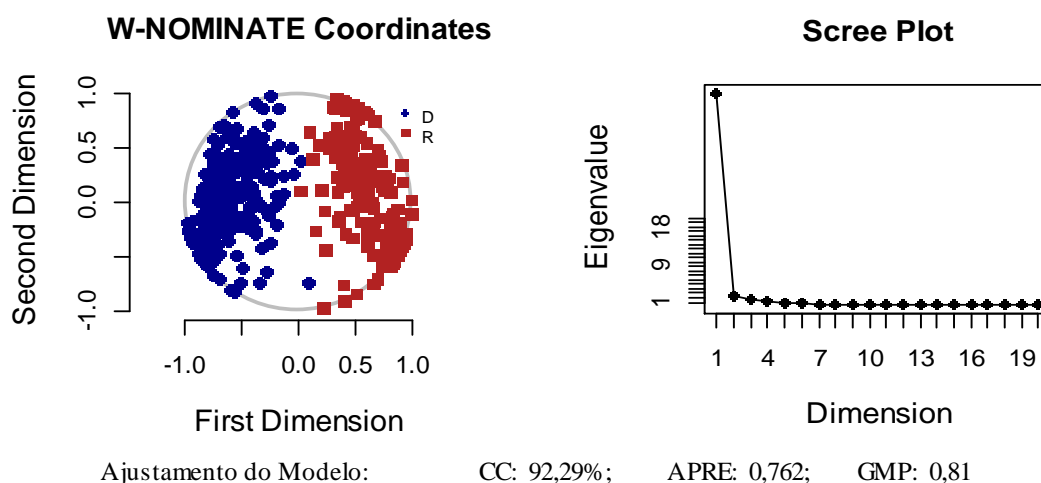 W-NOMINATE Coordinates
Second Dimension
1.0
0.5
0.0
-1.0
D
R
-1.0
0.0
0.5
1.0
First Dimension
Scree Plot
Eigenvalue
18
9
1
1
4
7
10
13
16
19
Dimension
Ajustamento do Modelo: CC: 92,29%; APRE: 0,762; GMP: 0,81